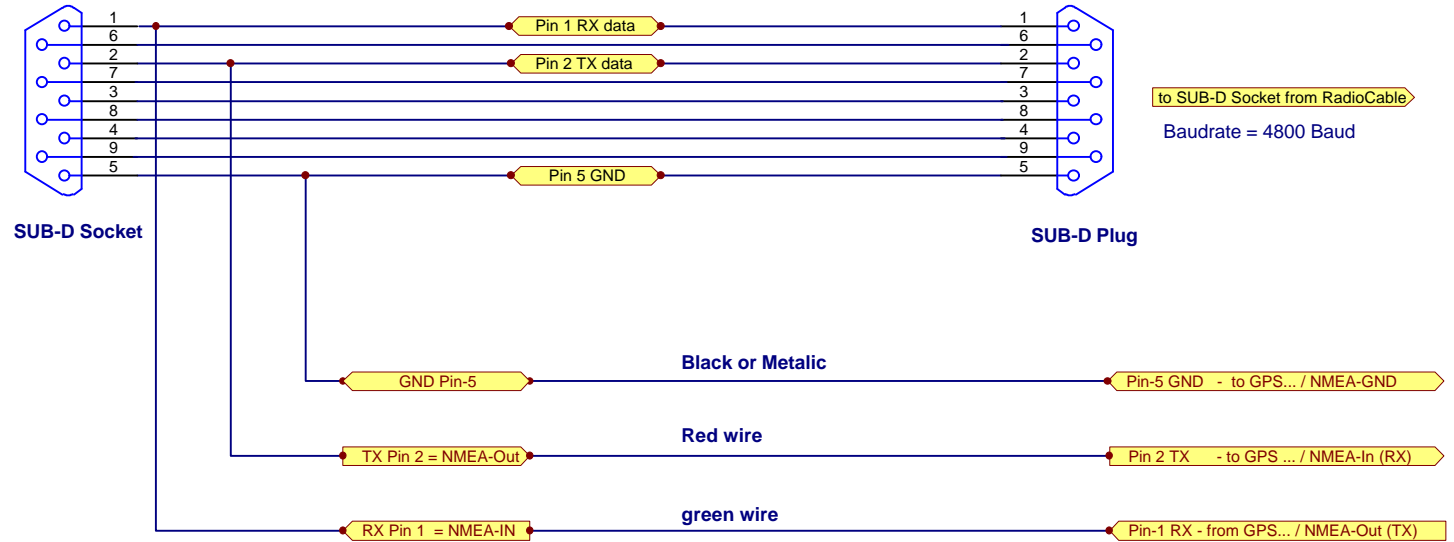 1 Pin 1 RX data 1
6 6
2 Pin 2 TX data 2
7 7
3 3
8 8
4 4
9 9
5 Pin 5 GND 5
to SUB-D Socket from RadioCable
Baudrate = 4800 Baud
SUB-D Socket
SUB-D Plug
Black or Metalic
GND Pin-5
Pin-5 GND - to GPS... / NMEA-GND
Red wire
TX Pin 2 = NMEA-Out
Pin 2 TX - to GPS ... / NMEA-In (RX)
green wire
RX Pin 1 = NMEA-IN
Pin-1 RX - from GPS... / NMEA-Out (TX)